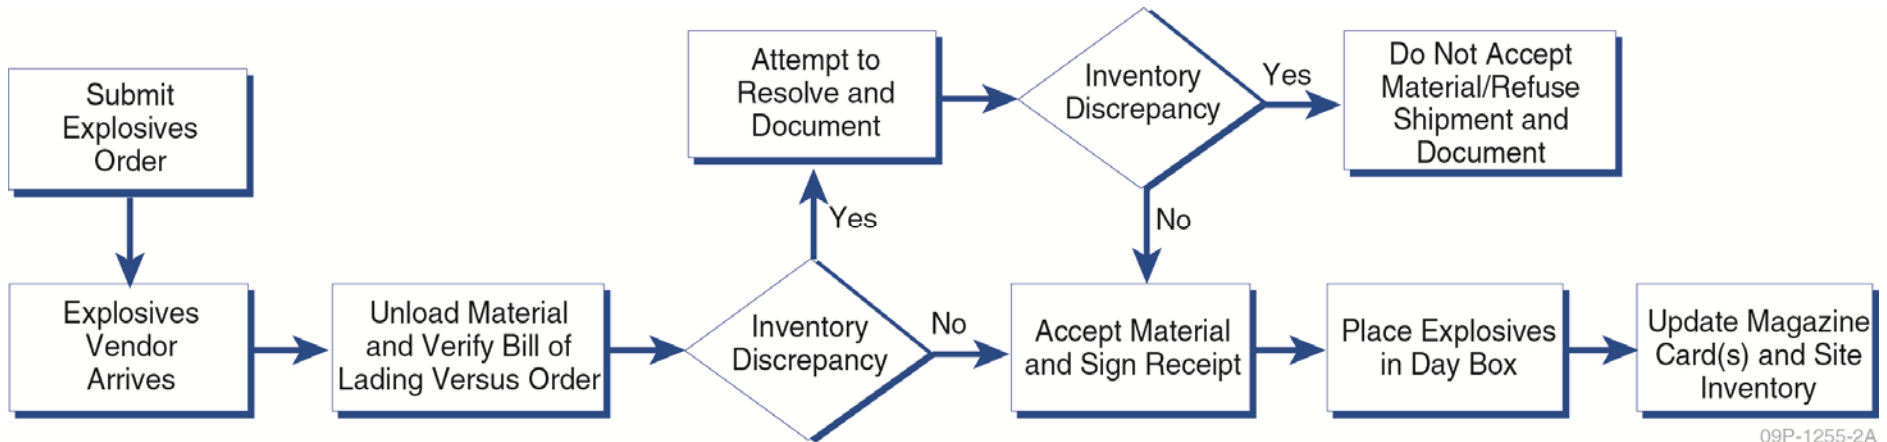 Submit
Explosives
Order
Explosives
Vendor
Arrives
Unload Material
and Verify Bill of
Lading Versus Order
Inventory
Discrepancy
Yes
No
Attempt to
Resolve and
Document
Inventory
Discrepancy
Yes
No
Do Not Accept
Material/Refuse
Shipment and
Document
Accept Material
and Sign Receipt
Place Explosives
in Day Box
Update Magazine
Card(s) and Site
Inventory
09P-1255-2A